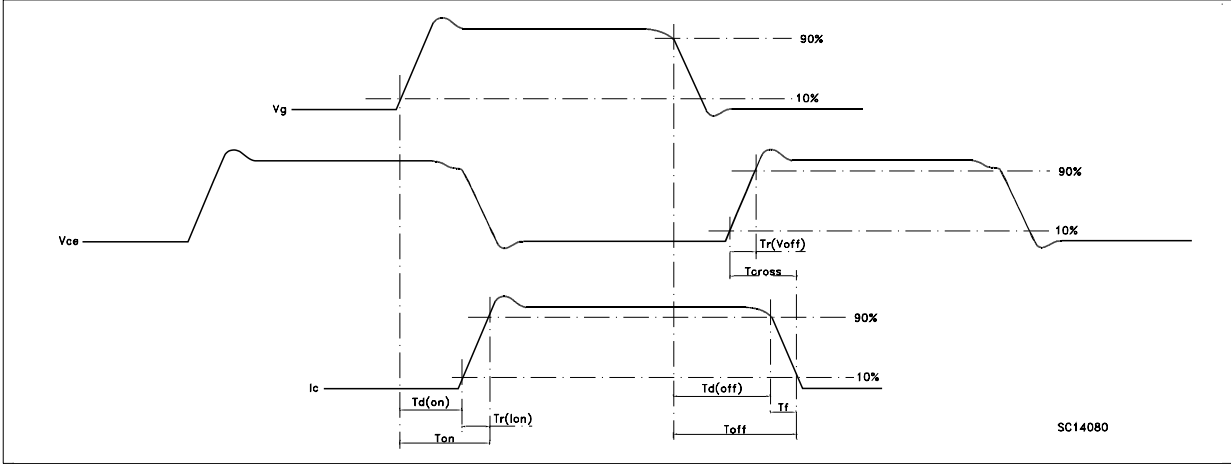 90%
10%
Vg
90%
Vce
10%
Tr(Voff)
Tcross
90%
10%
Ic
Td(on)
Td(off)
Tf
Tr(Ion)
Ton
Toff
SC14080